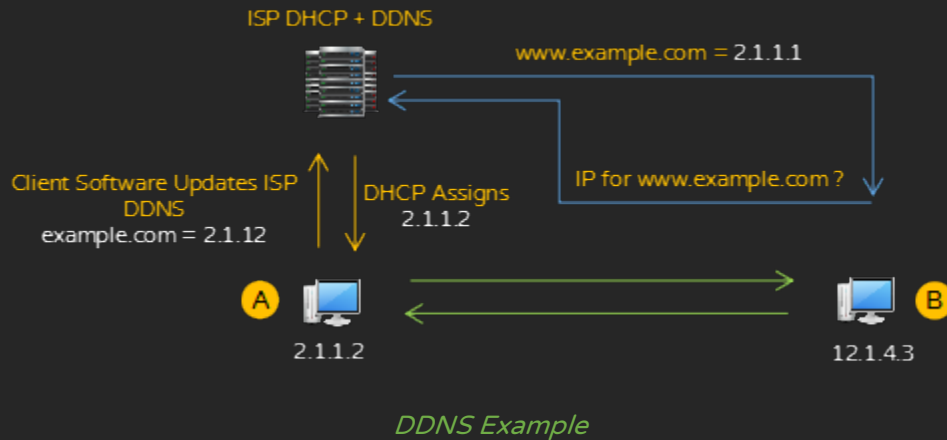 ISP DHCP + DDNS
www.example.com = 2.1.1.1
Client Software Updates ISP
DDNS
example.com = 2.1.12
DHCP Assigns
2.1.1.2
IP for www.example.com ?
A
2.1.1.2
B
12.1.4.3
DDNS Example